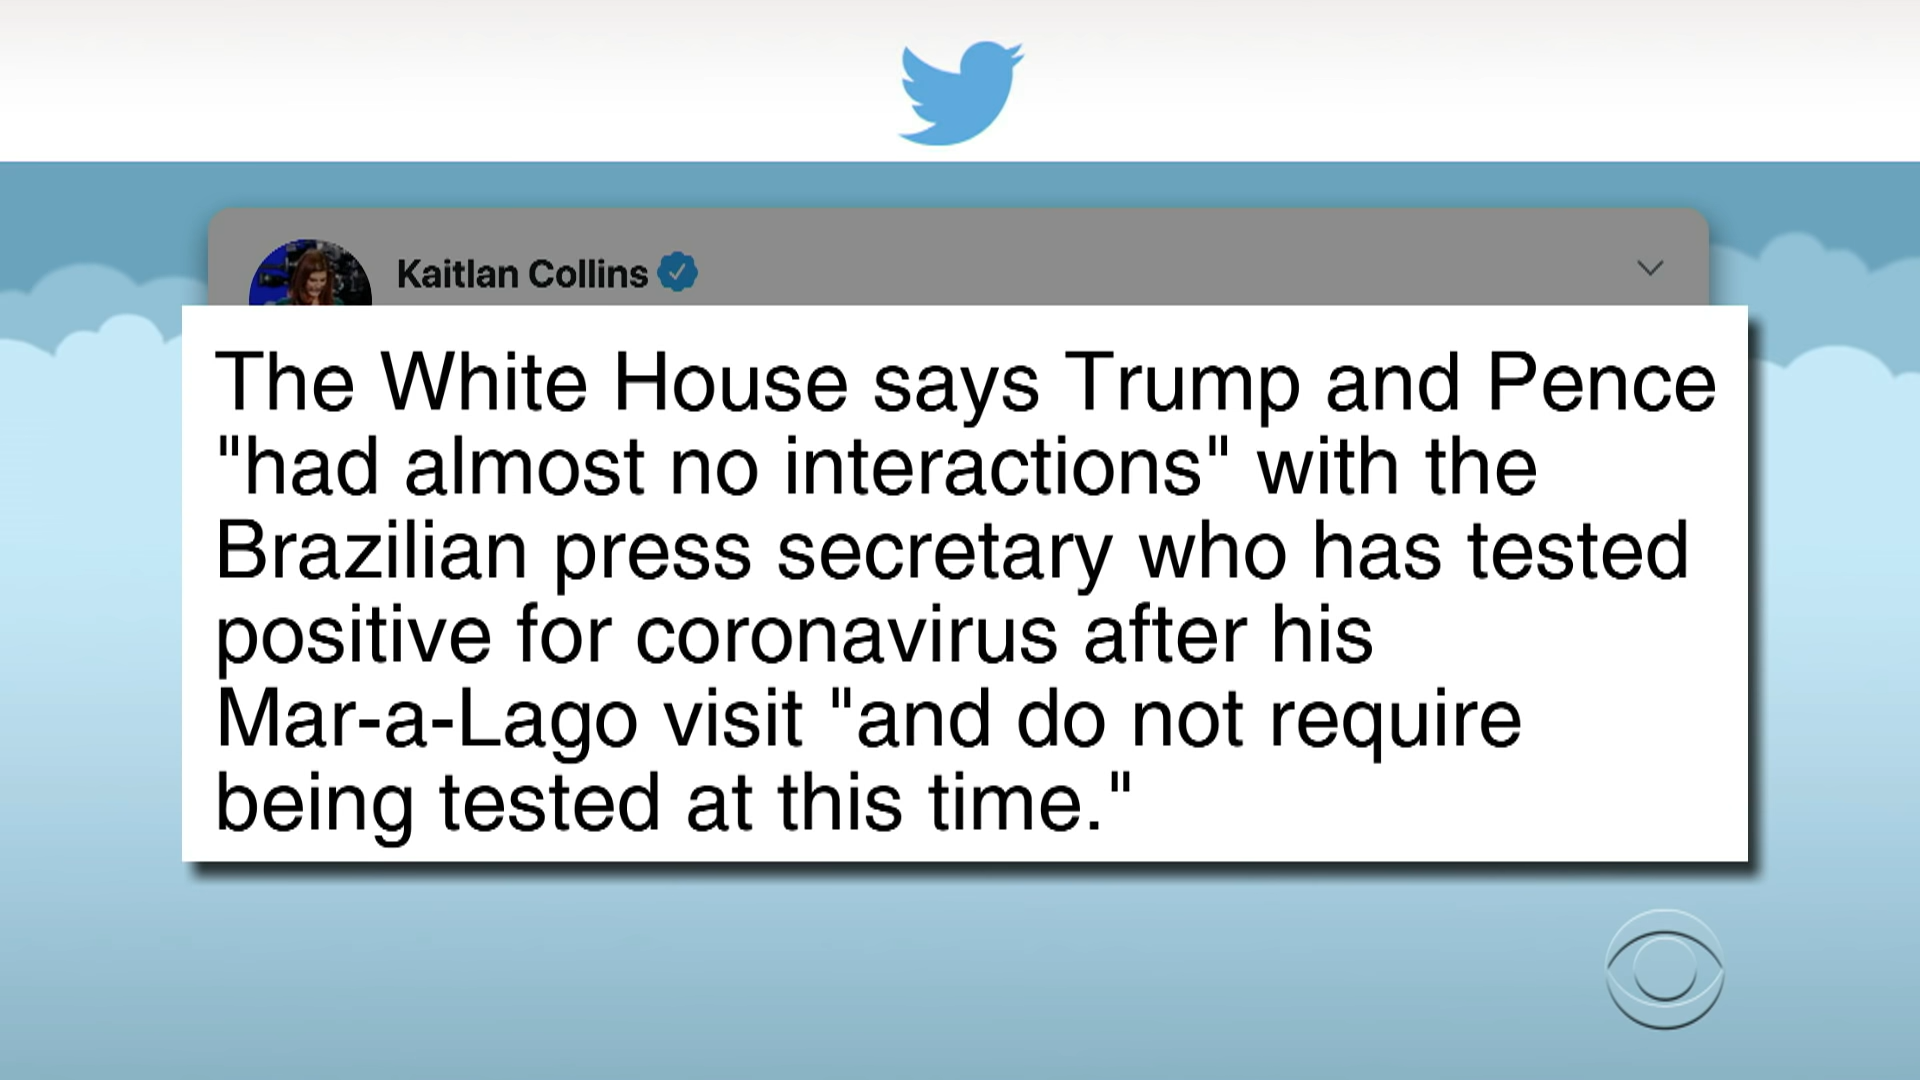 Kaitlan Collins
The White House says Trump and Pence
"had almost no interactions" with the
Brazilian press secretary who has tested
positive for coronavirus after his
Mar-a-Lago visit "and do not require
being tested at this time."